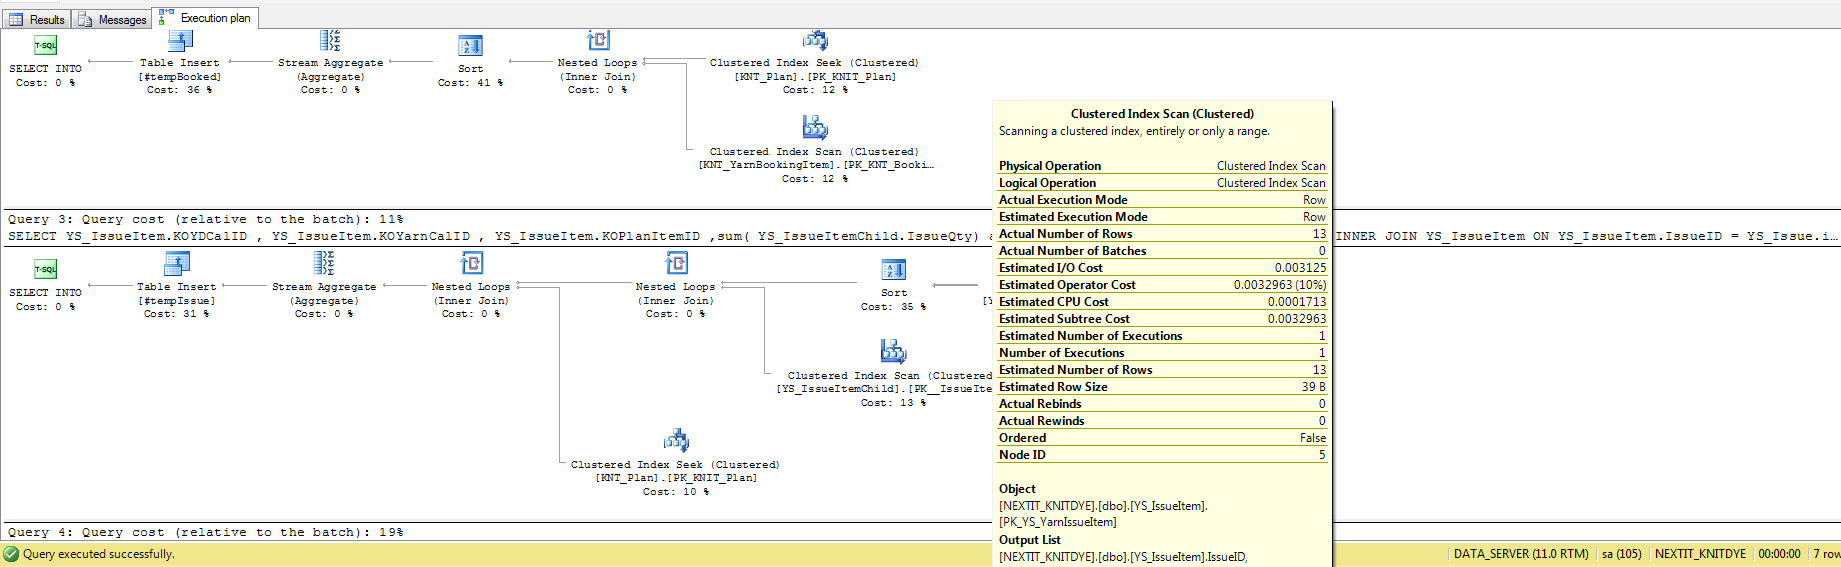 Results Messages Execution plan
T-SQL
SELECT INTO
Cost: 0 %
Table Insert
[#tempBooked]
Cost: 36 %
Stream Aggregate
(Aggregate)
Cost: 0 %
Sort
Cost: 41 %
Nested Loops
(Inner Join)
Cost: 0 %
Clustered Index Seek (Clustered)
[KNT_Plan].[PK_KNIT_Plan]
Cost: 12 %
Clustered Index Scan (Clustered)
[KNT_YarnBookingItem].[PK_KNT_Booki…
Cost: 12 %
Query 3: Query cost (relative to the batch): 11%
SELECT YS_IssueItem.KOYDCalID , YS_IssueItem.KOYarnCalID , YS_IssueItem.KOPlanItemID ,sum( YS_IssueItemChild.IssueQty) a
INNER JOIN YS_IssueItem ON YS_IssueItem.IssueID = YS_Issue.i…
T-SQL
SELECT INTO
Cost: 0 %
Table Insert
[#tempIssue]
Cost: 31 %
Stream Aggregate
(Aggregate)
Cost: 0 %
Nested Loops
(Inner Join)
Cost: 0 %
Nested Loops
(Inner Join)
Cost: 0 %
Sort
Cost: 35 %
[Y
Clustered Index Scan (Clustered
[YS_IssueItemChild].[PK__IssueIte
Cost: 13 %
Clustered Index Seek (Clustered)
[KNT_Plan].[PK_KNIT_Plan]
Cost: 10 %
Query 4: Query cost (relative to the batch): 19%
Clustered Index Scan (Clustered)
Scanning a clustered index, entirely or only a range.
Physical Operation Clustered Index Scan
Logical Operation Clustered Index Scan
Actual Execution Mode Row
Estimated Execution Mode Row
Actual Number of Rows 13
Actual Number of Batches 0
Estimated I/O Cost 0.003125
Estimated Operator Cost 0.0032963 (10%)
Estimated CPU Cost 0.0001713
Estimated Subtree Cost 0.0032963
Estimated Number of Executions 1
Number of Executions 1
Estimated Number of Rows 13
Estimated Row Size 39 B
Actual Rebinds 0
Actual Rewinds 0
Ordered False
Node ID 5
Object
[NEXTIT_KNITDYE].[dbo].[YS_IssueItem].
[PK_YS_YarnIssueItem]
Output List
[NEXTIT_KNITDYE].[dbo].[YS_IssueItem].IssueID,
Query executed successfully. DATA_SERVER (11.0 RTM) sa (105) NEXTIT_KNITDYE 00:00:00 7 row